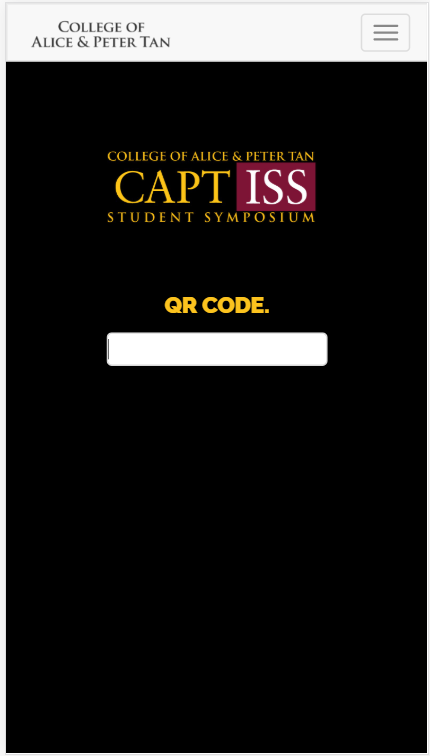 COLLEGE OF
ALICE & PETER TAN
COLLEGE OF ALICE & PETER TAN
CAPT ISS
STUDENT SYMPOSIUM
QR CODE.